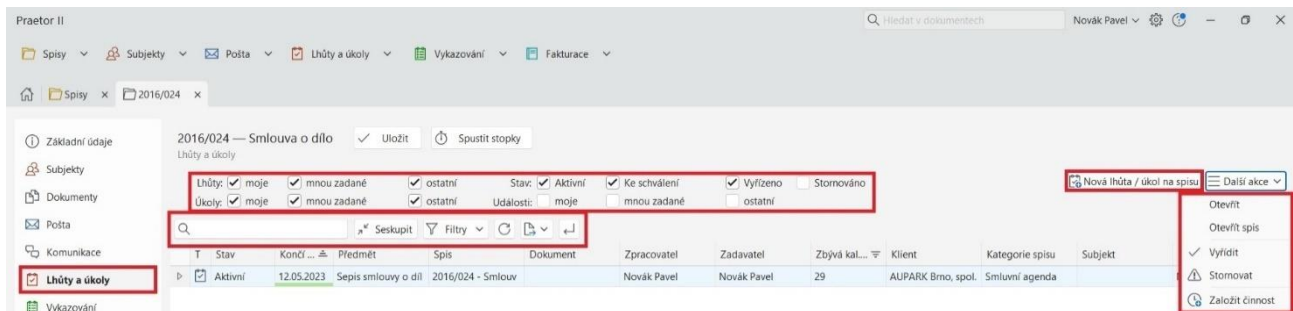 Praetor II
Hledat v dokumentech
Novák Pavel
Spisy
Subjekty
Pošta
Lhůty a úkoly
Vykazování
Fakturace
Spisy x
2016/024 x
Základní údaje
Subjekty
Dokumenty
Pošta
Komunikace
Lhůty a úkoly
Vykazování
2016/024 — Smlouva o dílo
Uložit
Spustit stopky
Lhůty a úkoly
Lhůty: moje mnou zadané ostatní Stav: Aktivní Ke schválení Vyřízeno Stornováno
Úkoly: moje mnou zadané ostatní Události: moje mnou zadané ostatní
Nová lhůta / úkol na spisu
Další akce
Otevřít
Otevřít spis
Vyřídit
Stornovat
Založit činnost
Seskupit Filtry
T Stav Končí ... Předmět Spis Dokument Zpracovatel Zadavatel Zbývá kal.... Klient Kategorie spisu Subjekt
Aktivní 12.05.2023 Sepis smlouvy o díl 2016/024 - Smlouv Novák Pavel Novák Pavel 29 AUPARK Brno, spol. Smluvní agenda